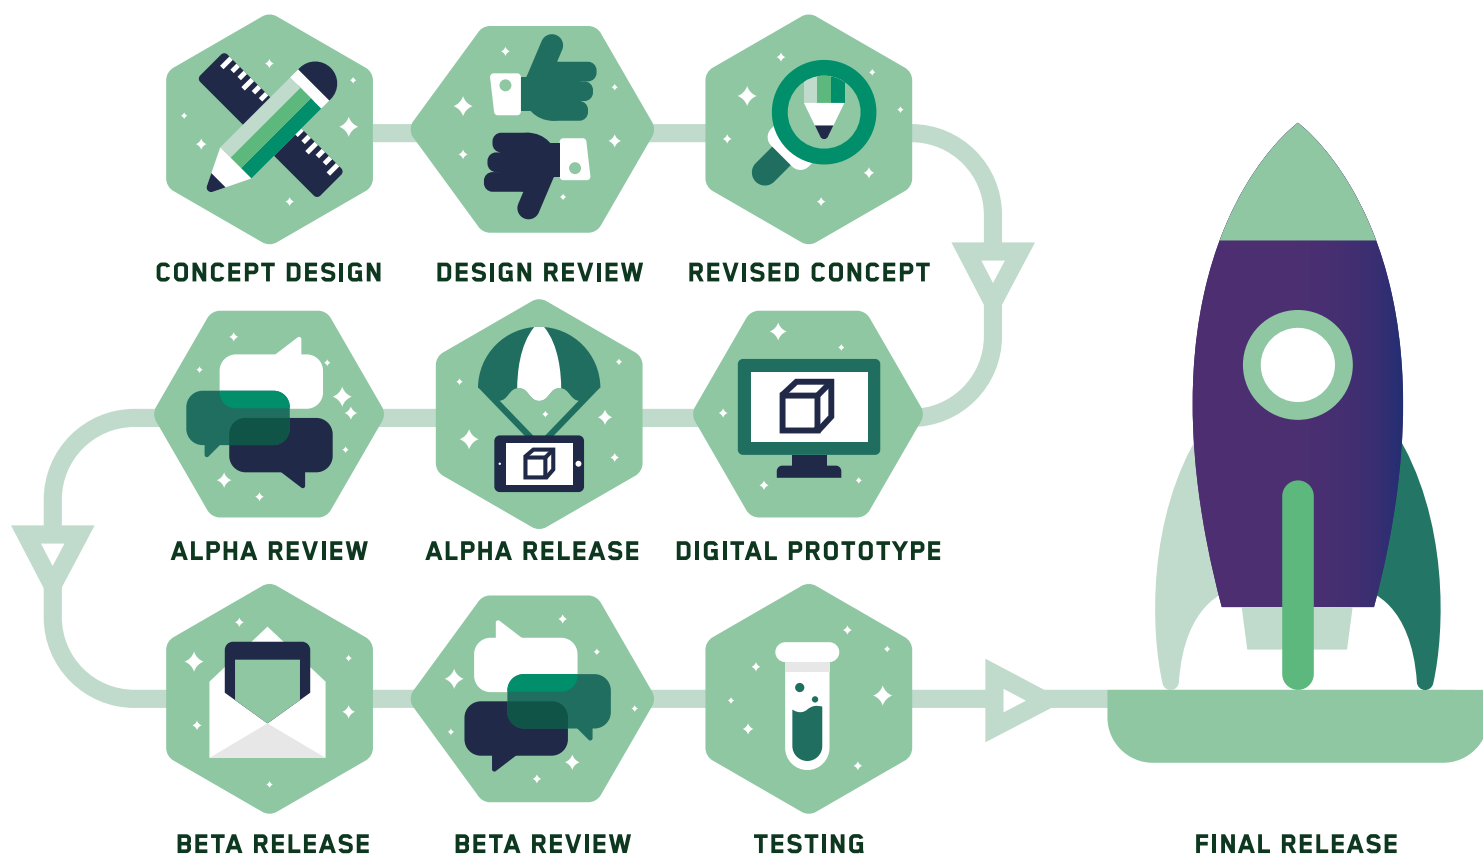 CONCEPT DESIGN
DESIGN REVIEW
REVISED CONCEPT
ALPHA REVIEW
ALPHA RELEASE
DIGITAL PROTOTYPE
BETA RELEASE
BETA REVIEW
TESTING
FINAL RELEASE